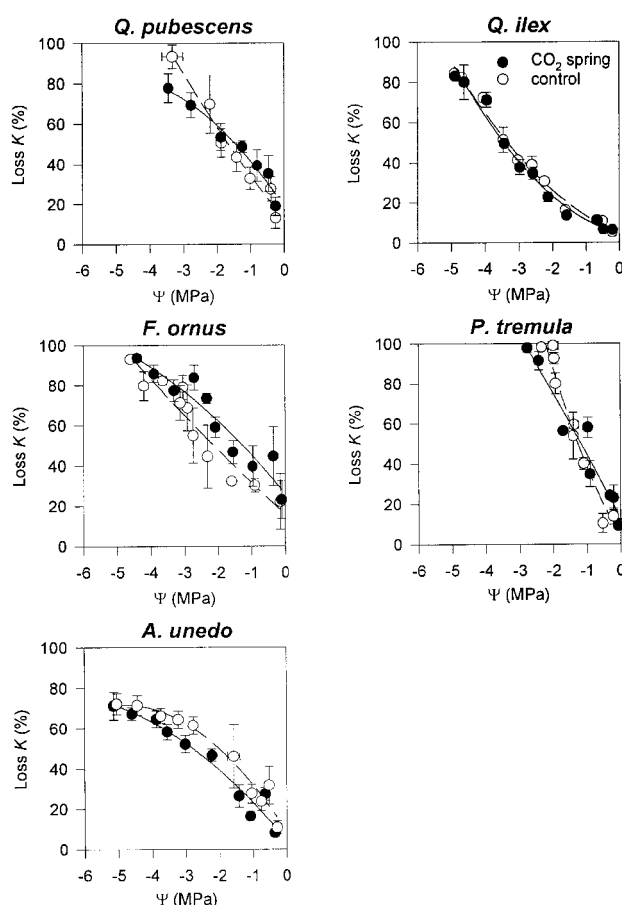 Q. pubescens
100
80
60
40
20
0
Loss K (%)
-6 -5 -4 -3 -2 -1 0
Ψ (MPa)
Q. ilex
CO2 spring
control
100
80
60
40
20
0
Loss K (%)
-6 -5 -4 -3 -2 -1 0
Ψ (MPa)
F. ornus
100
80
60
40
20
0
Loss K (%)
-6 -5 -4 -3 -2 -1 0
Ψ (MPa)
P. tremula
100
80
60
40
20
0
Loss K (%)
-6 -5 -4 -3 -2 -1 0
Ψ (MPa)
A. unedo
100
80
60
40
20
0
Loss K (%)
-6 -5 -4 -3 -2 -1 0
Ψ (MPa)